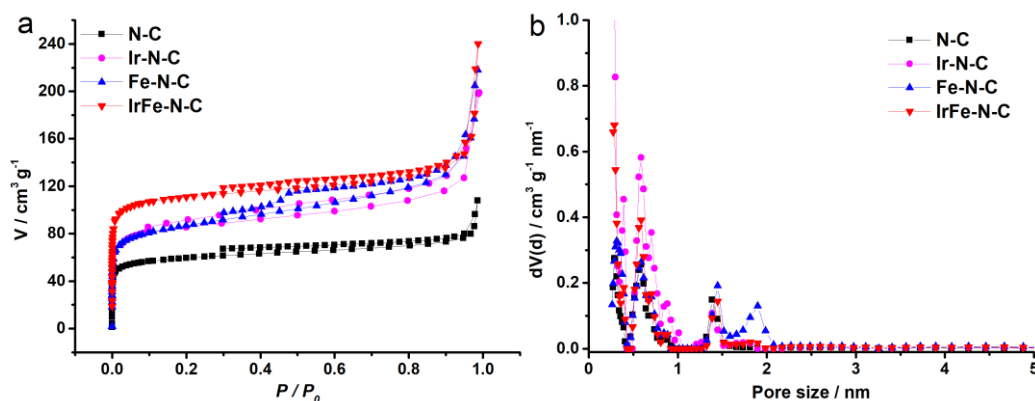 a
V / cm³ g⁻¹
240
200
160
120
80
40
0
0.0 0.2 0.4 0.6 0.8 1.0
P / P₀
N-C
Ir-N-C
Fe-N-C
IrFe-N-C
b
dV(d) / cm³ g⁻¹ nm⁻¹
1.0
0.8
0.6
0.4
0.2
0.0
0 1 2 3 4 5
Pore size / nm
N-C
Ir-N-C
Fe-N-C
IrFe-N-C